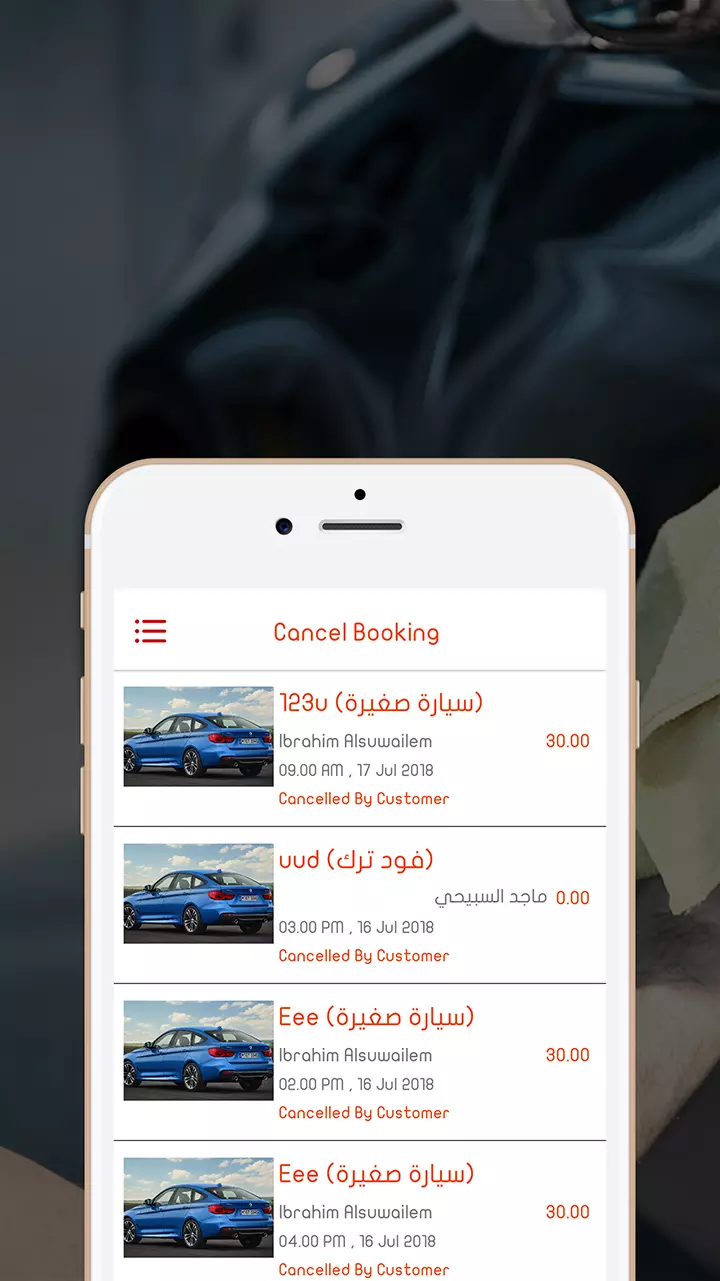 Cancel Booking
123u (سيارة صغيرة)
Ibrahim Alsuwailem 30.00
09.00 AM , 17 Jul 2018
Cancelled By Customer
uud (فود ترك)
ماجد السبيحي 0.00
03.00 PM , 16 Jul 2018
Cancelled By Customer
Eee (سيارة صغيرة)
Ibrahim Alsuwailem 30.00
02.00 PM , 16 Jul 2018
Cancelled By Customer
Eee (سيارة صغيرة)
Ibrahim Alsuwailem 30.00
04.00 PM , 16 Jul 2018
Cancelled By Customer